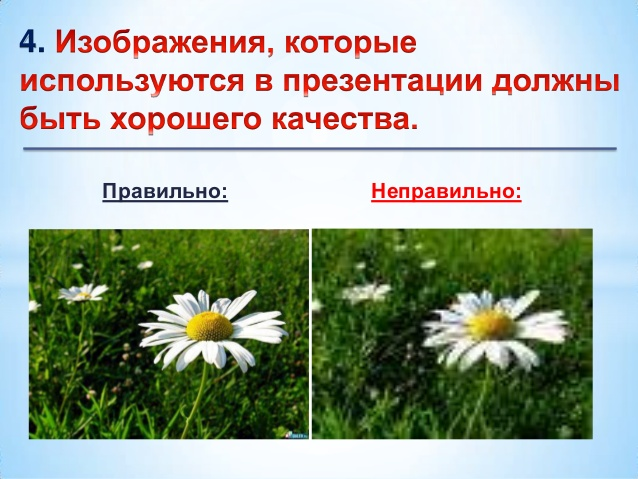 4. Изображения, которые
используются в презентации должны
быть хорошего качества.
Правильно:
Неправильно: